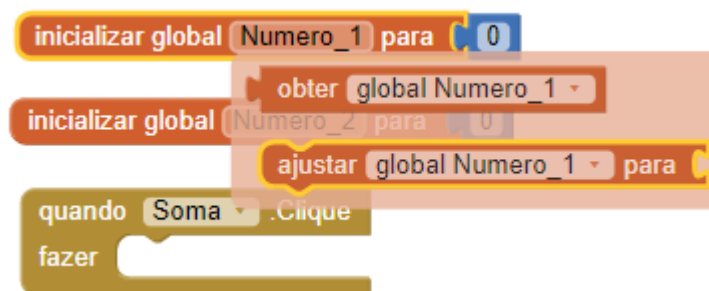 inicializar global Numero_1 para 0
obter global Numero_1
inicializar global Numero_2 para 0
ajustar global Numero_1 para
quando Soma .Clique
fazer